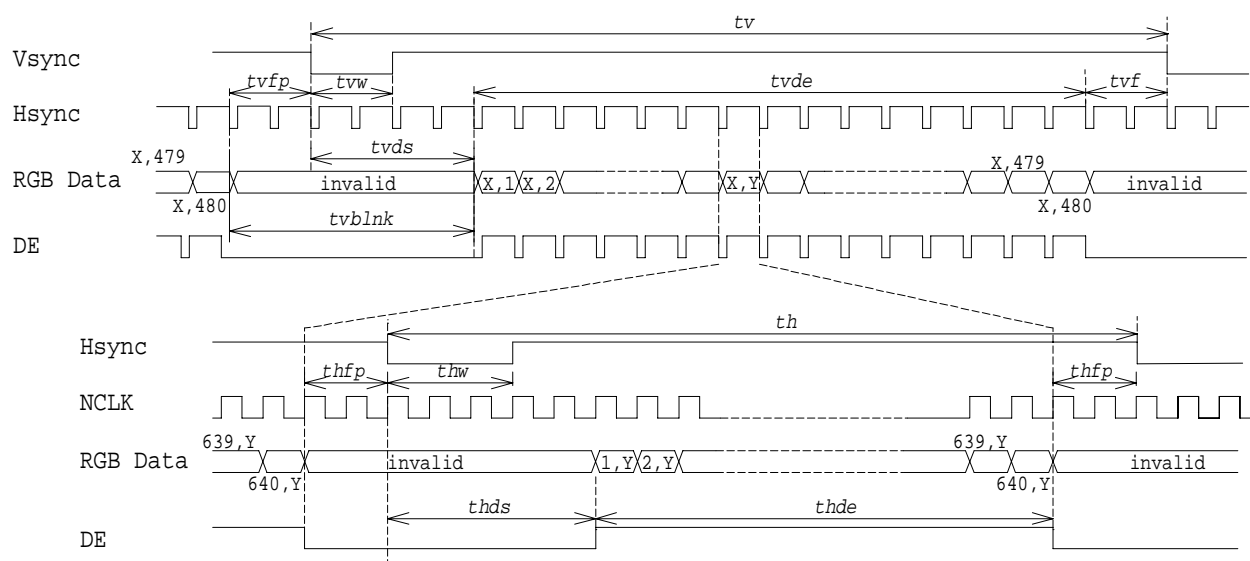 tv
Vsync
tvfp tvw tvde tvf
Hsync
tvds
X,479 X,479
RGB Data invalid X,1 X,2 X,Y invalid
X,480 X,480
tvblnk
DE
th
Hsync
thfp thw thfp
NCLK
639,Y 639,Y
RGB Data invalid 1,Y 2,Y invalid
640,Y 640,Y
thds thde
DE